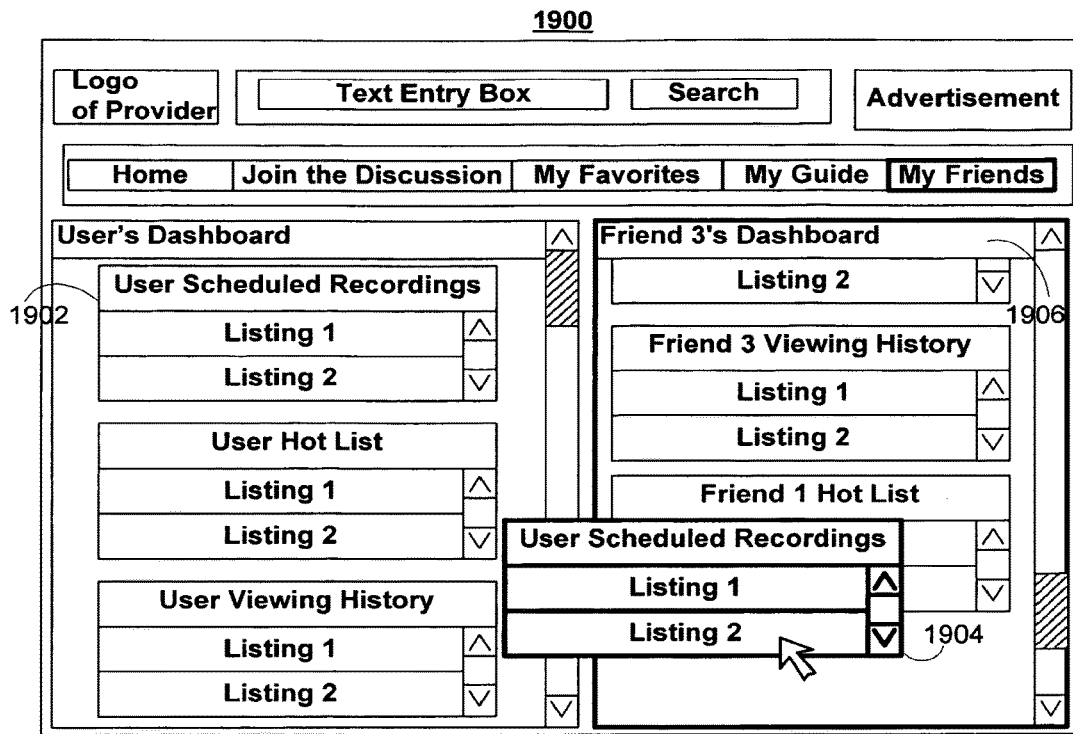 1900
Logo
of Provider
Text Entry Box
Search
Advertisement
Home
Join the Discussion
My Favorites
My Guide
My Friends
User's Dashboard
1902
User Scheduled Recordings
Listing 1
Listing 2
User Hot List
Listing 1
Listing 2
User Viewing History
Listing 1
Listing 2
Friend 3's Dashboard
1906
Listing 2
Friend 3 Viewing History
Listing 1
Listing 2
Friend 1 Hot List
User Scheduled Recordings
Listing 1
Listing 2
1904